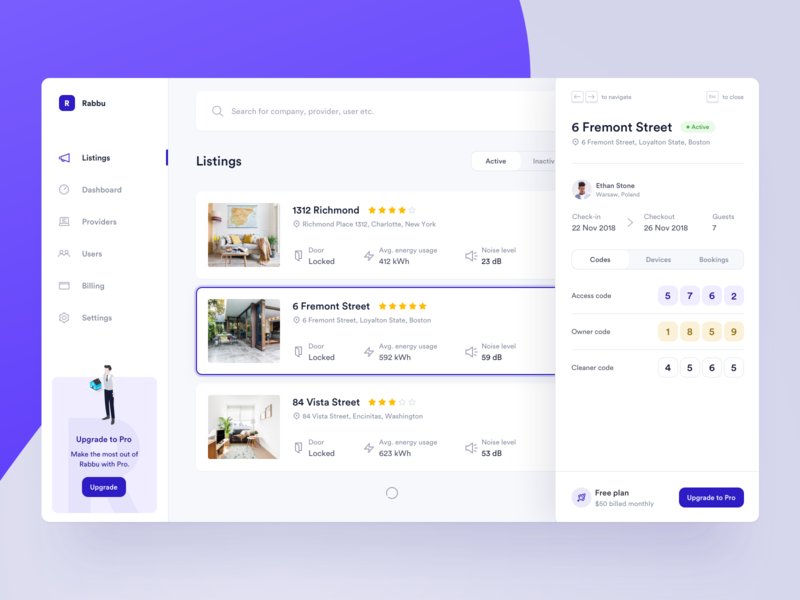 R Rabbu
Listings
Dashboard
Providers
Users
Billing
Settings
Upgrade to Pro
Make the most out of
Rabbu with Pro.
Upgrade
Search for company, provider, user etc.
Listings
Active
1312 Richmond
Richmond Place 1312, Charlotte, New York
Door
Locked
Avg. energy usage
412 kWh
Noise level
23 dB
6 Fremont Street
6 Fremont Street, Loyalton State, Boston
Door
Locked
Avg. energy usage
592 kWh
Noise level
59 dB
84 Vista Street
84 Vista Street, Encinitas, Washington
Door
Locked
Avg. energy usage
623 kWh
Noise level
53 dB
to navigate
Esc to close
6 Fremont Street
Active
6 Fremont Street, Loyalton State, Boston
Ethan Stone
Warsaw, Poland
Check-in
22 Nov 2018
Checkout
26 Nov 2018
Guests
7
Codes Devices Bookings
Access code 5 7 6 2
Owner code 1 8 5 9
Cleaner code 4 5 6 5
Free plan
$50 billed monthly
Upgrade to Pro